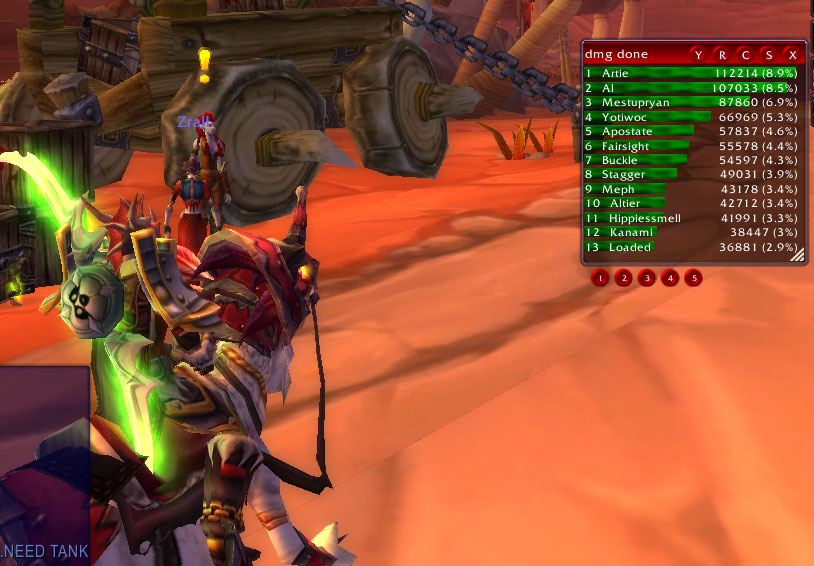 Zrall
dmg done Y R C S X
1 Artie 112214 (8.9%)
2 Al 107033 (8.5%)
3 Mestupryan 87860 (6.9%)
4 Yotiwoc 66969 (5.3%)
5 Apostate 57837 (4.6%)
6 Fairsight 55578 (4.4%)
7 Buckle 54597 (4.3%)
8 Stagger 49031 (3.9%)
9 Meph 43178 (3.4%)
10 Altier 42712 (3.4%)
11 Hippiessmell 41991 (3.3%)
12 Kanami 38447 (3%)
13 Loaded 36881 (2.9%)
1 2 3 4 5
.NEED TANK